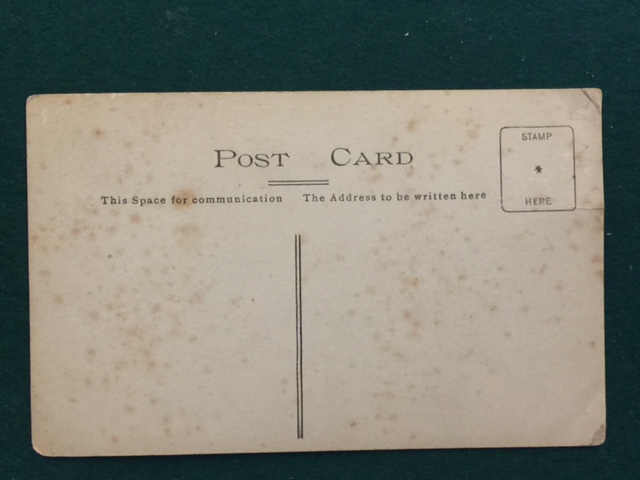 POST CARD
This Space for communication
The Address to be written here
STAMP
*
HERE